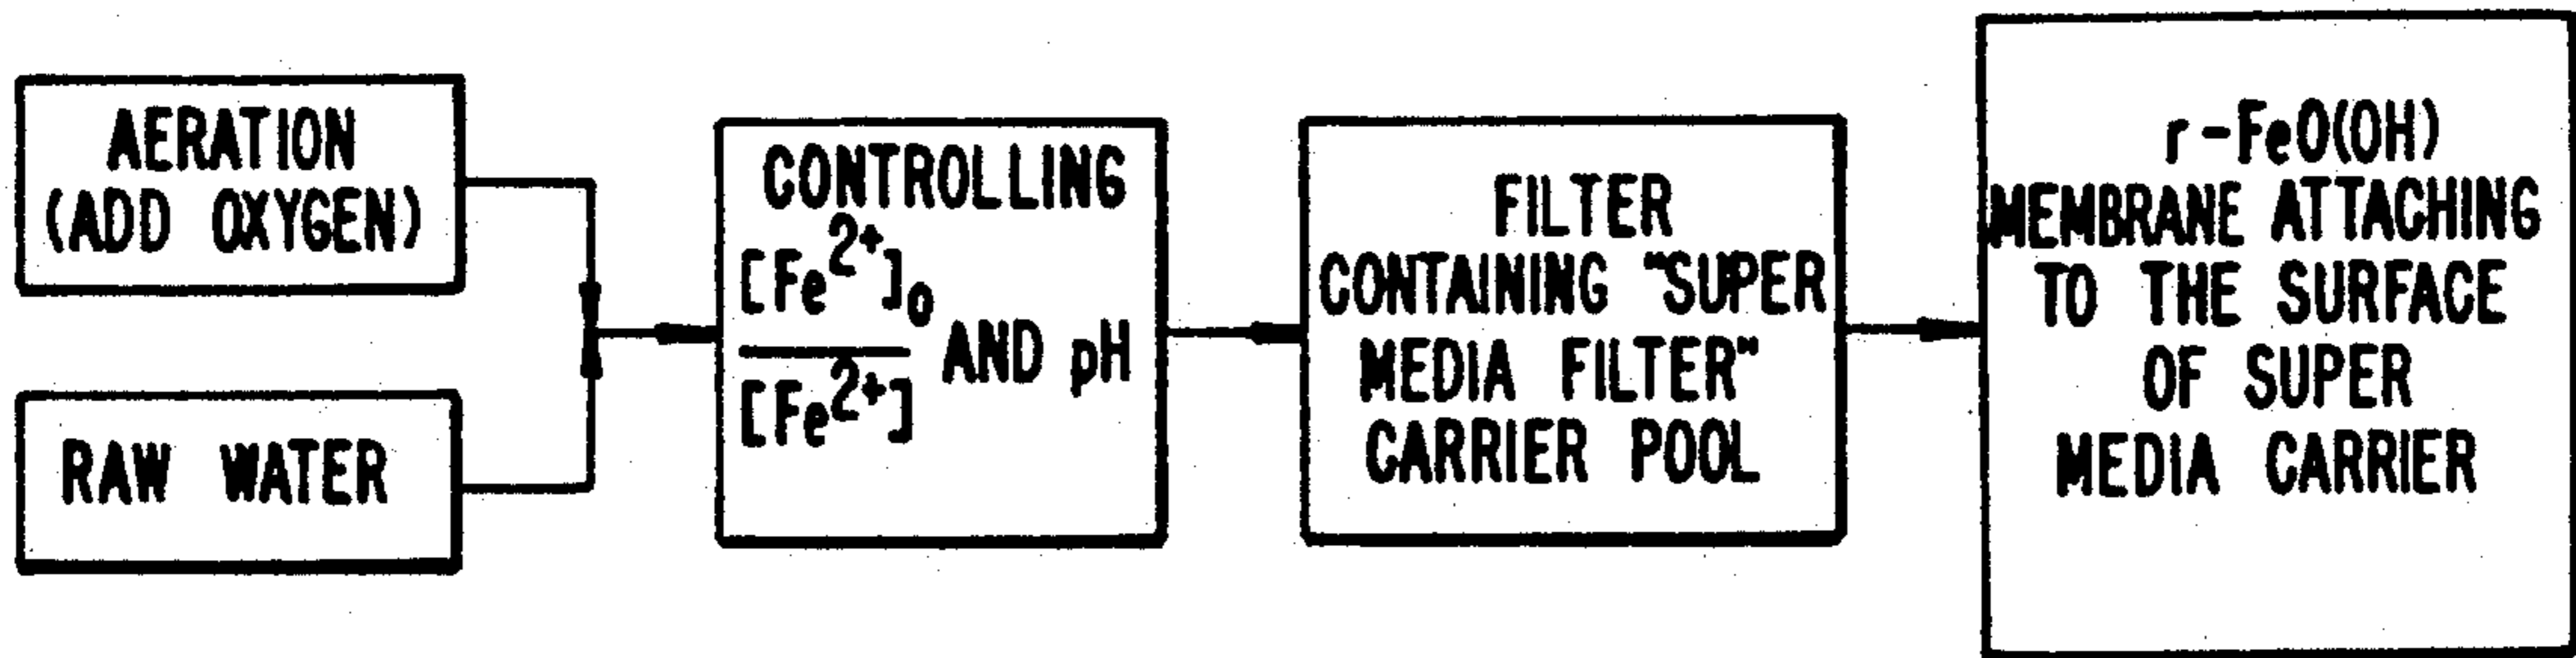 AERATION
(ADD OXYGEN)
RAW WATER
CONTROLLING
[Fe²⁺]₀
[Fe²⁺]
AND pH
FILTER
CONTAINING "SUPER
MEDIA FILTER"
CARRIER POOL
r-FeO(OH)
MEMBRANE ATTACHING
TO THE SURFACE
OF SUPER
MEDIA CARRIER